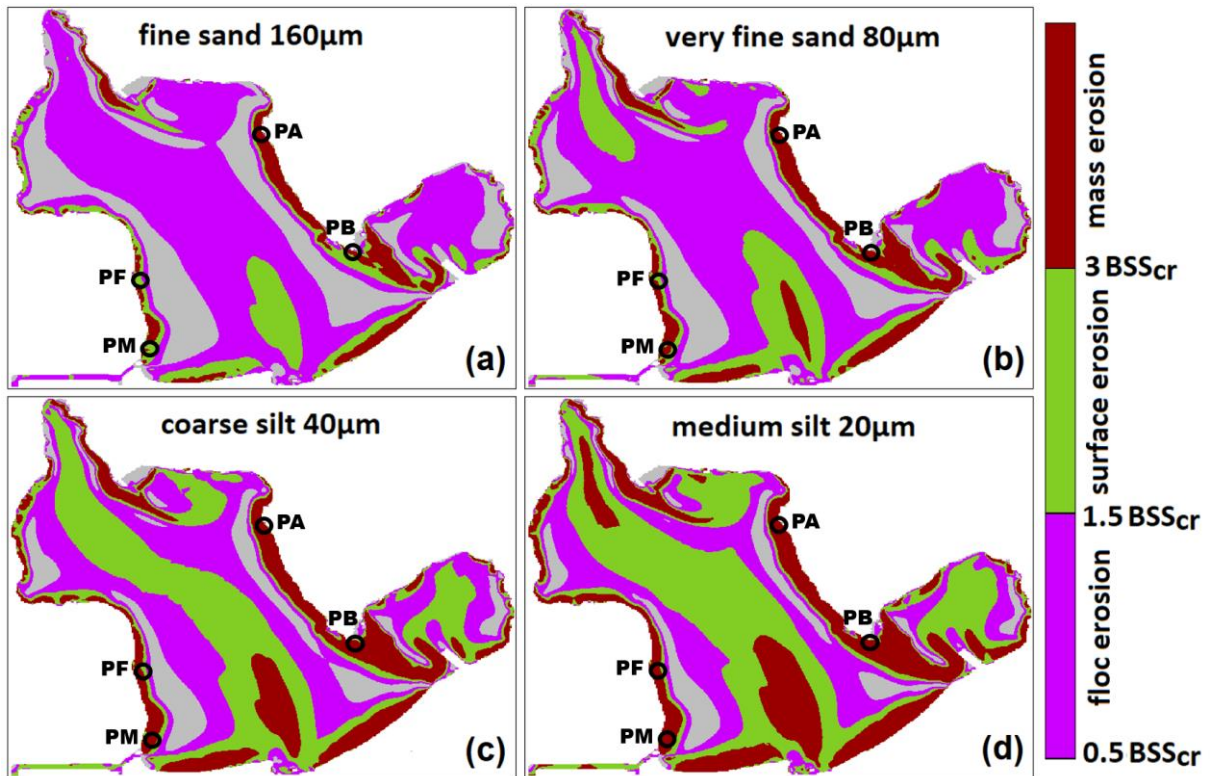 fine sand 160µm
PA
PB
PF
PM
(a)
very fine sand 80µm
PA
PB
PF
PM
(b)
coarse silt 40µm
PA
PB
PF
PM
(c)
medium silt 20µm
PA
PB
PF
PM
(d)
mass erosion
3 BSScr
surface erosion
1.5 BSScr
floc erosion
0.5 BSScr